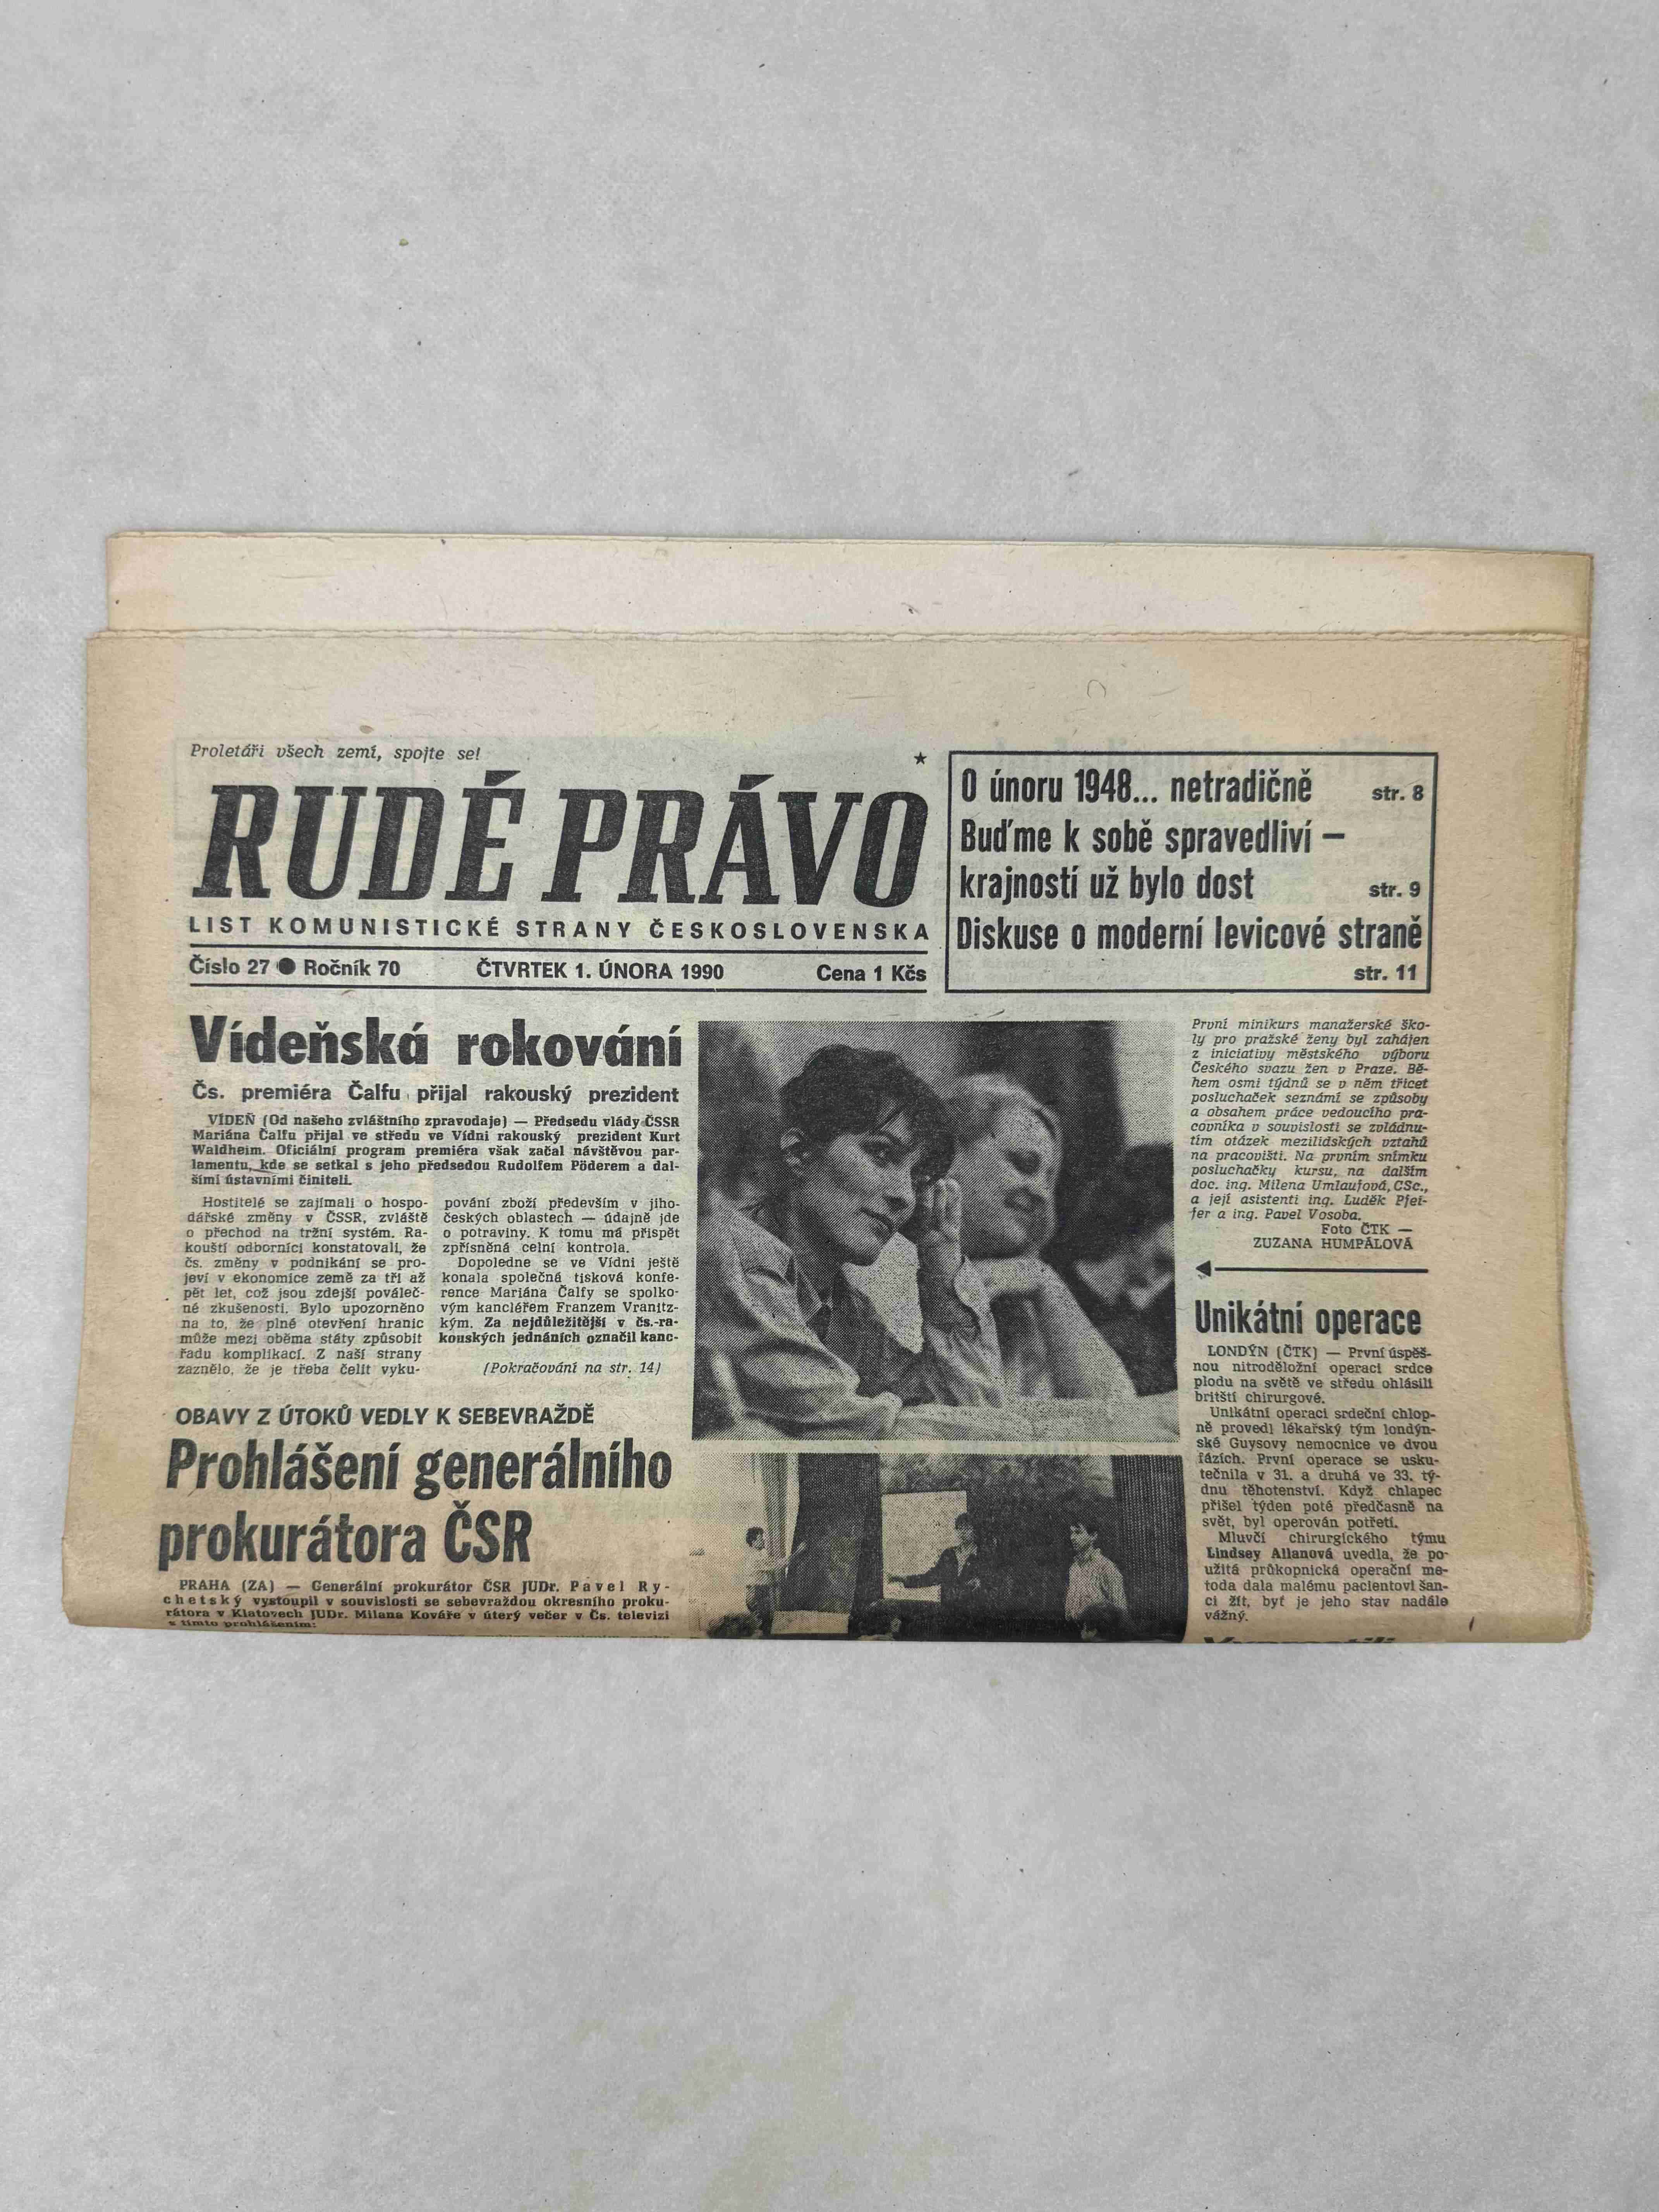 Proletáři všech zemí, spojte se!
RUDÉ PRÁVO
LIST KOMUNISTICKÉ STRANY ČESKOSLOVENSKA
Číslo 27 ● Ročník 70 ČTVRTEK 1. ÚNORA 1990 Cena 1 Kčs
O únoru 1948... netradičně str. 8
Buďme k sobě spravedliví –
krajností už bylo dost str. 9
Diskuse o moderní levicové straně
str. 11
Vídeňská rokování
Čs. premiéra Čalfu přijal rakouský prezident
VÍDEŇ (Od našeho zvláštního zpravodaje) — Předsedu vlády ČSSR
Mariána Čalfu přijal ve středu ve Vídni rakouský prezident Kurt
Waldheim. Oficiální program premiéra však začal návštěvou par-
lamentu, kde se setkal s jeho předsedou Rudolfem Pöderem a dal-
šími ústavními činiteli.
Hostitelé se zajímali o hospo-
dářské změny v ČSSR, zvláště
o přechod na tržní systém. Ra-
kouští odborníci konstatovali, že
čs. změny v podnikání se pro-
jeví v ekonomice země za tři až
pět let, což jsou zdejší pováleč-
né zkušenosti. Bylo upozorněno
na to, že plné otevření hranic
může mezi oběma státy způsobit
řadu komplikací. Z naší strany
zaznělo, že je třeba čelit vyku-
pování zboží především v jiho-
českých oblastech — údajně jde
o potraviny. K tomu má přispět
zpřísněná celní kontrola.
Dopoledne se ve Vídni ještě
konala společná tisková konfe-
rence Mariána Čalfy se spolko-
vým kancléřem Franzem Vranitz-
kým. Za nejdůležitější v čs.-ra-
kouských jednáních označil kanc-
(Pokračování na str. 14)
OBAVY Z ÚTOKŮ VEDLY K SEBEVRAŽDĚ
Prohlášení generálního
prokurátora ČSR
PRAHA (ZA) — Generální prokurátor ČSR JUDr. Pavel Ry-
chetský vystoupil v souvislosti se sebevraždou okresního proku-
rátora v Klatovech JUDr. Milana Kováře v úterý večer v Čs. televizi
s tímto prohlášením:
První minikurs manažerské ško-
ly pro pražské ženy byl zahájen
z iniciativy městského výboru
Českého svazu žen v Praze. Bě-
hem osmi týdnů se v něm třicet
posluchaček seznámí se způsoby
a obsahem práce vedoucího pra-
covníka v souvislosti se zvládnu-
tím otázek mezilidských vztahů
na pracovišti. Na prvním snímku
posluchačky kursu, na dalším
doc. ing. Milena Umlaufová, CSc.,
a její asistenti ing. Luděk Pfei-
fer a ing. Pavel Vosoba.
Foto ČTK —
ZUZANA HUMPÁLOVÁ
Unikátní operace
LONDÝN (ČTK) — První úspěš-
nou nitroděložní operaci srdce
plodu na světě ve středu ohlásili
britští chirurgové.
Unikátní operaci srdeční chlop-
ně provedl lékařský tým londýn-
ské Guysovy nemocnice ve dvou
fázích. První operace se usku-
tečnila v 31. a druhá ve 33. tý-
dnu těhotenství. Když chlapec
přišel týden poté předčasně na
svět, byl operován potřetí.
Mluvčí chirurgického týmu
Lindsey Allanová uvedla, že po-
užitá průkopnická operační me-
toda dala malému pacientovi šan-
ci žít, byť je jeho stav nadále
vážný.